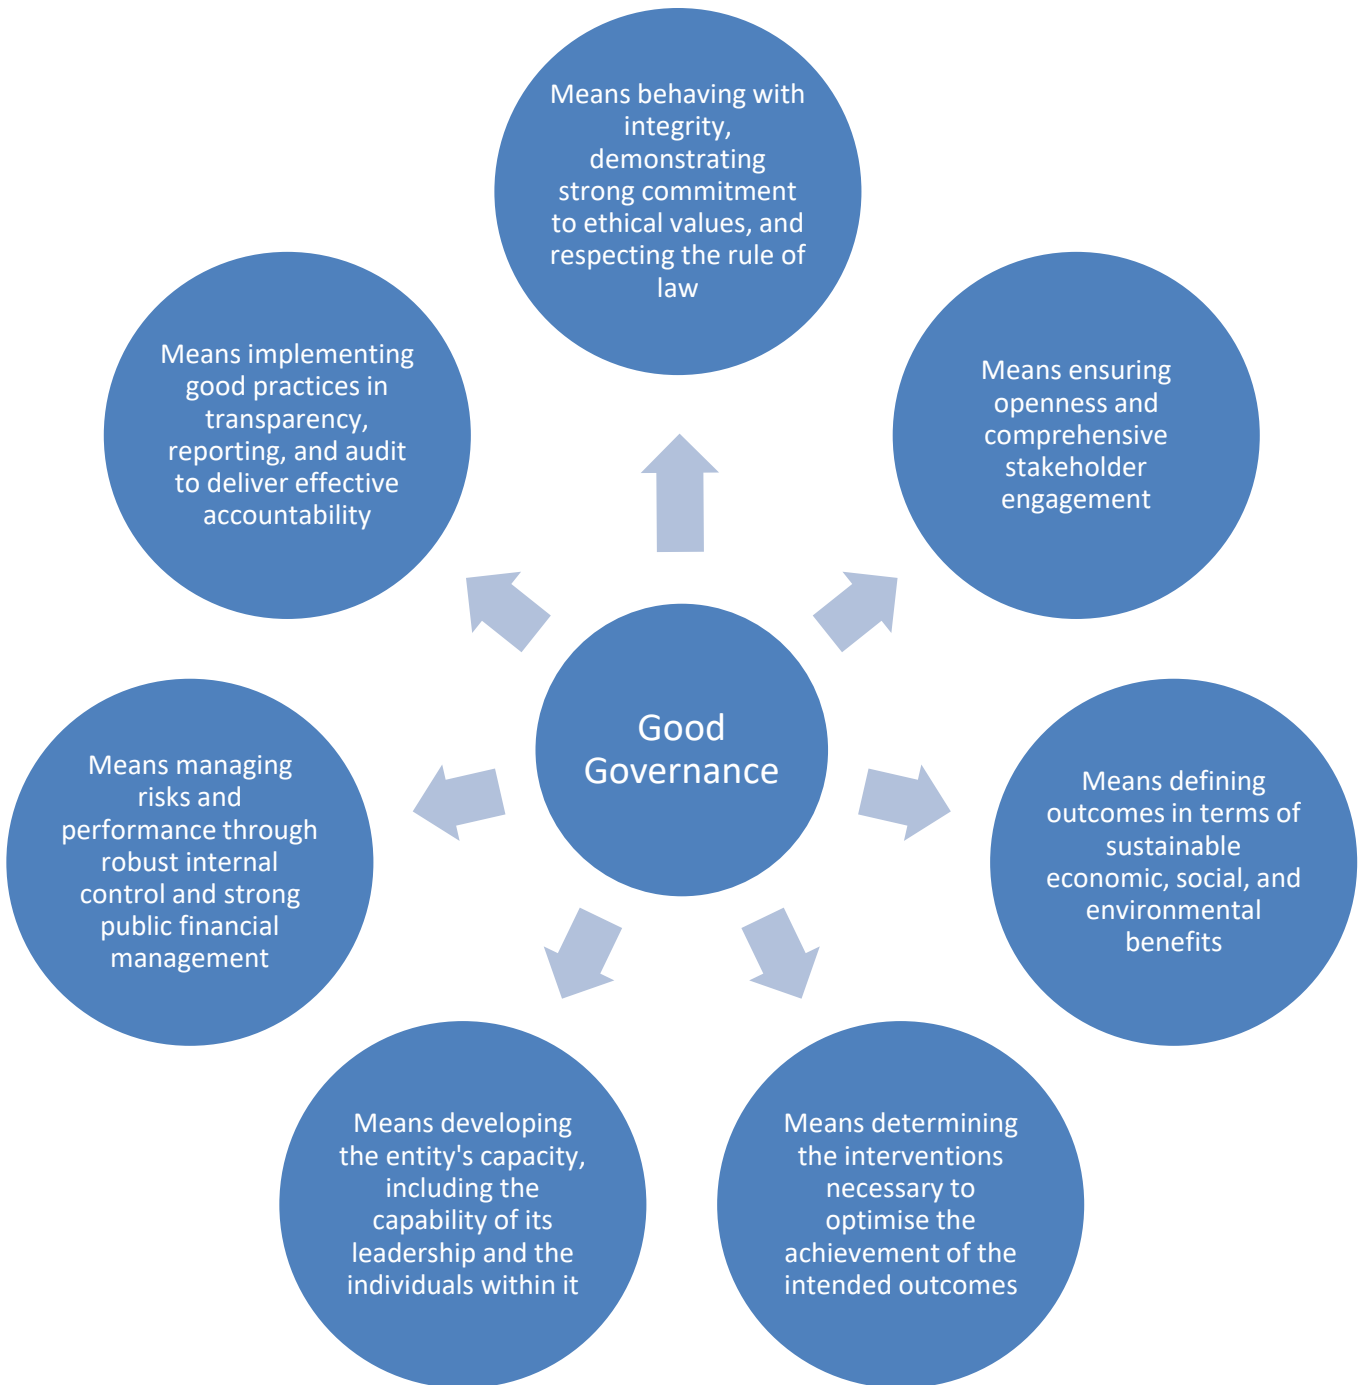 Means behaving with
integrity,
demonstrating
strong commitment
to ethical values, and
respecting the rule of
law
Means ensuring
openness and
comprehensive
stakeholder
engagement
Means defining
outcomes in terms of
sustainable
economic, social, and
environmental
benefits
Means determining
the interventions
necessary to
optimise the
achievement of the
intended outcomes
Means developing
the entity's capacity,
including the
capability of its
leadership and the
individuals within it
Means managing
risks and
performance through
robust internal
control and strong
public financial
management
Means implementing
good practices in
transparency,
reporting, and audit
to deliver effective
accountability
Good
Governance